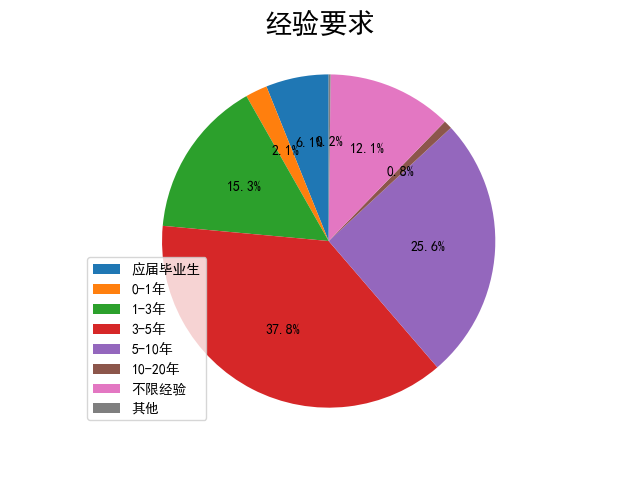 经验要求
6.1%
0.2%
2.1%
12.1%
0.8%
15.3%
25.6%
37.8%
应届毕业生
0-1年
1-3年
3-5年
5-10年
10-20年
不限经验
其他